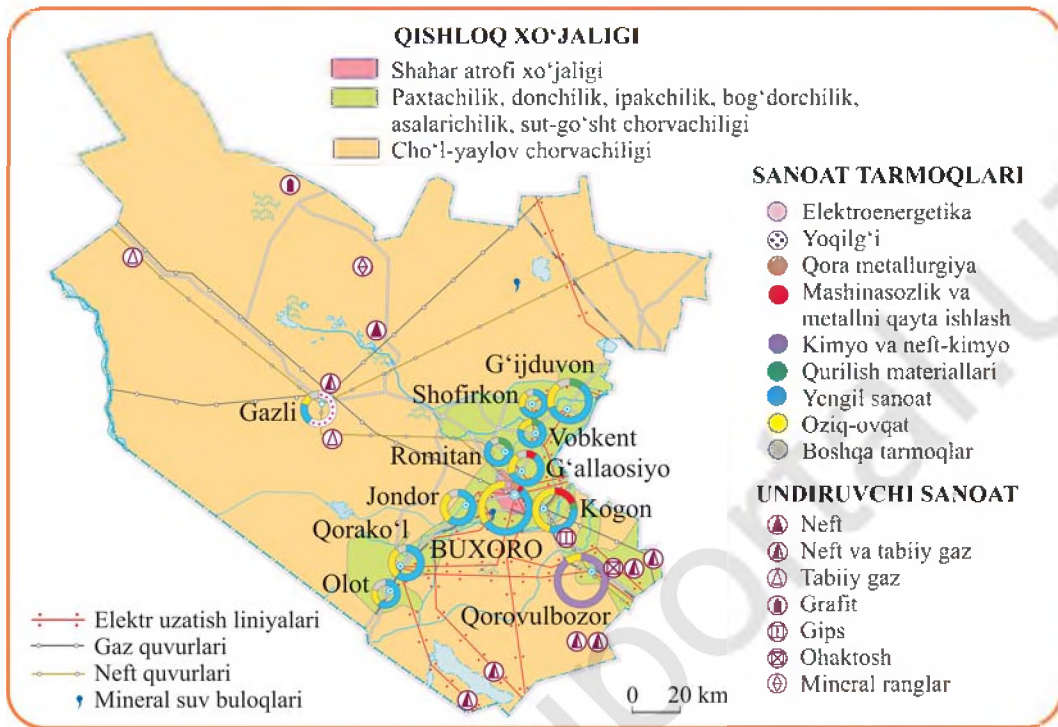 QISHLOQ XO‘JALIGI
Shahar atrofi xo‘jaligi
Paxtachilik, donchilik, ipakchilik, bog‘dorchilik,
asalarichilik, sut-go‘sht chorvachiligi
Cho‘l-yaylov chorvachiligi
SANOAT TARMOQLARI
Elektroenergetika
Yoqilg‘i
Qora metallurgiya
Mashinasozlik va
metallni qayta ishlash
Kimyo va neft-kimyo
Qurilish materiallari
Yengil sanoat
Oziq-ovqat
Boshqa tarmoqlar
UNDIRUVCHI SANOAT
Neft
Neft va tabiiy gaz
Tabiiy gaz
Grafit
Gips
Ohaktosh
Mineral ranglar
G‘ijduvon
Shofirkon
Gazli
Vobkent
Romitan
G‘allaosiyo
Jondor
Kogon
Qorako‘l
BUXORO
Olot
Qorovulbozor
Elektr uzatish liniyalari
Gaz quvurlari
Neft quvurlari
Mineral suv buloqlari
0 20 km
portal.u